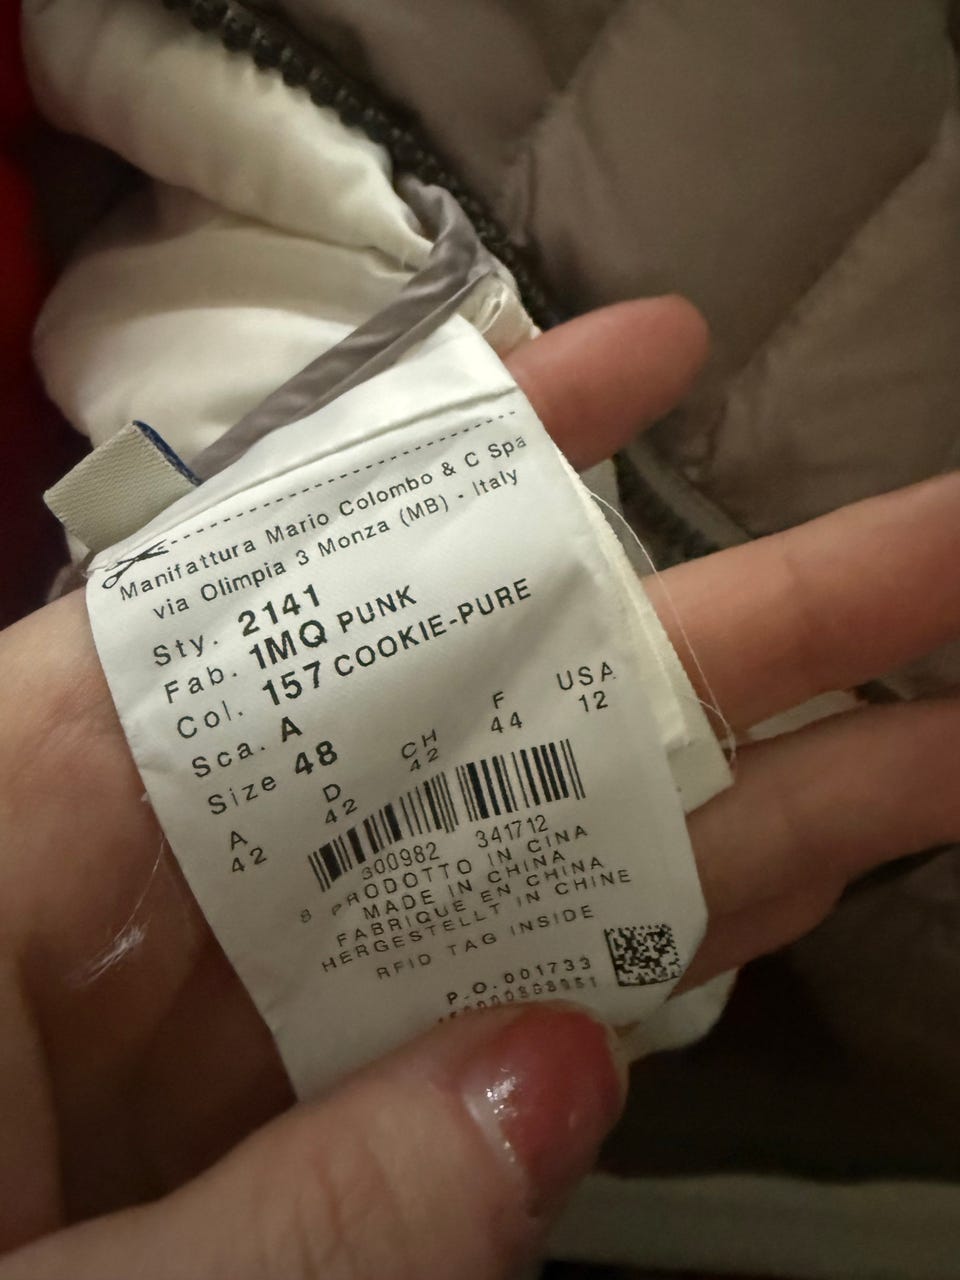 Manifattura Mario Colombo & C Spa
via Olimpia 3 Monza (MB) - Italy
Sty. 2141
Fab. 1MQ PUNK
Col. 157 COOKIE-PURE
Sca. A
Size 48
A D CH F USA
42 42 42 44 12
8 300982 341712
PRODOTTO IN CINA
MADE IN CHINA
FABRIQUE EN CHINA
HERGESTELLT IN CHINE
RFID TAG INSIDE
P.O. 001733